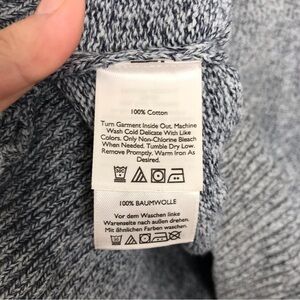 100% Cotton
Turn Garment Inside Out, Machine
Wash Cold Delicate With Like
Colors. Only Non-Chlorine Bleach
When Needed, Tumble Dry Low.
Remove Promptly. Warm Iron As
Desired.
100% BAUMWOLLE
Vor dem Waschen linke
Warenseite nach außen drehen.
Mit ähnlichen Farben waschen.